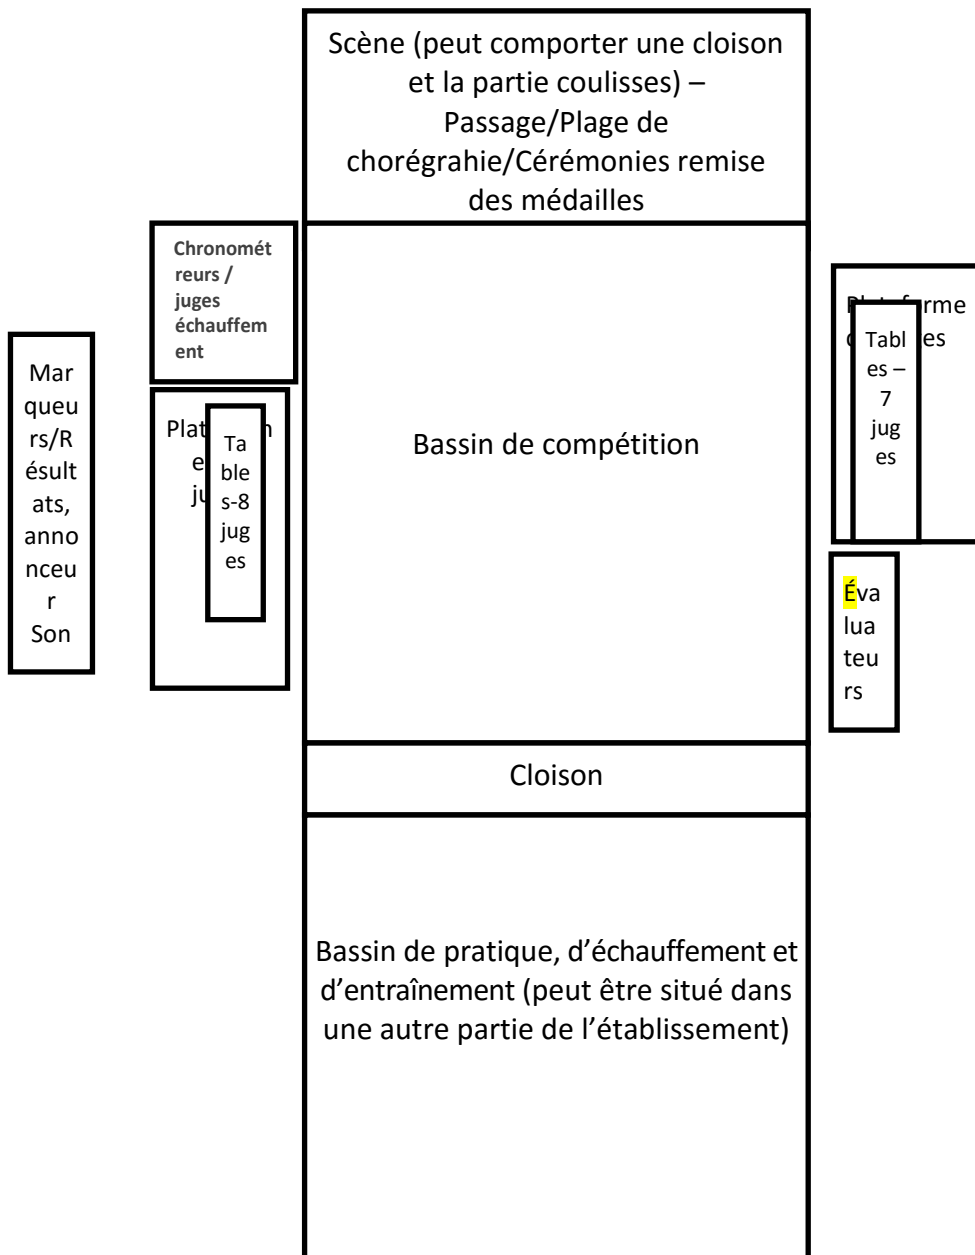 Scène (peut comporter une cloison
et la partie coulisses) –
Passage/Plage de
chorégrahie/Cérémonies remise
des médailles
Chronomét
reurs /
juges
échauffem
ent
Mar
queu
rs/R
ésult
ats,
anno
nceu
r
Son
Ta
ble
s-8
jug
es
Bassin de compétition
Tabl
es –
7
jug
es
Éva
lua
teu
rs
Cloison
Bassin de pratique, d’échauffement et
d’entraînement (peut être situé dans
une autre partie de l’établissement)